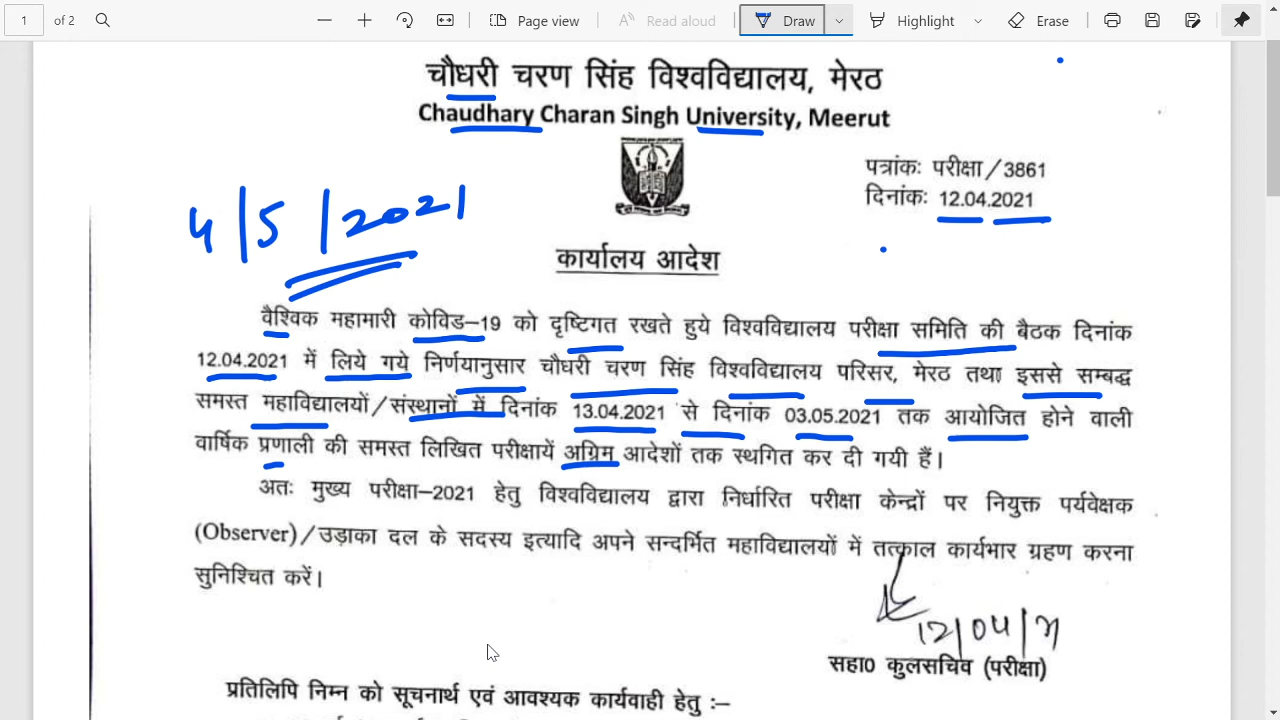 1 of 2 Page view Read aloud Draw Highlight Erase
चौधरी चरण सिंह विश्वविद्यालय, मेरठ
Chaudhary Charan Singh University, Meerut
पत्रांकः परीक्षा/3861
दिनांकः 12.04.2021
4/5/2021
कार्यालय आदेश
वैश्विक महामारी कोविड–19 को दृष्टिगत रखते हुये विश्वविद्यालय परीक्षा समिति की बैठक दिनांक
12.04.2021 में लिये गये निर्णयानुसार चौधरी चरण सिंह विश्वविद्यालय परिसर, मेरठ तथा इससे सम्बद्ध
समस्त महाविद्यालयों/संस्थानों में दिनांक 13.04.2021 से दिनांक 03.05.2021 तक आयोजित होने वाली
वार्षिक प्रणाली की समस्त लिखित परीक्षायें अग्रिम आदेशों तक स्थगित कर दी गयी हैं।
अतः मुख्य परीक्षा–2021 हेतु विश्वविद्यालय द्वारा निर्धारित परीक्षा केन्द्रों पर नियुक्त पर्यवेक्षक
(Observer)/उड़ाका दल के सदस्य इत्यादि अपने सन्दर्भित महाविद्यालयों में तत्काल कार्यभार ग्रहण करना
सुनिश्चित करें।
12/04/21
सहा0 कुलसचिव (परीक्षा)
प्रतिलिपि निम्न को सूचनार्थ एवं आवश्यक कार्यवाही हेतु :–